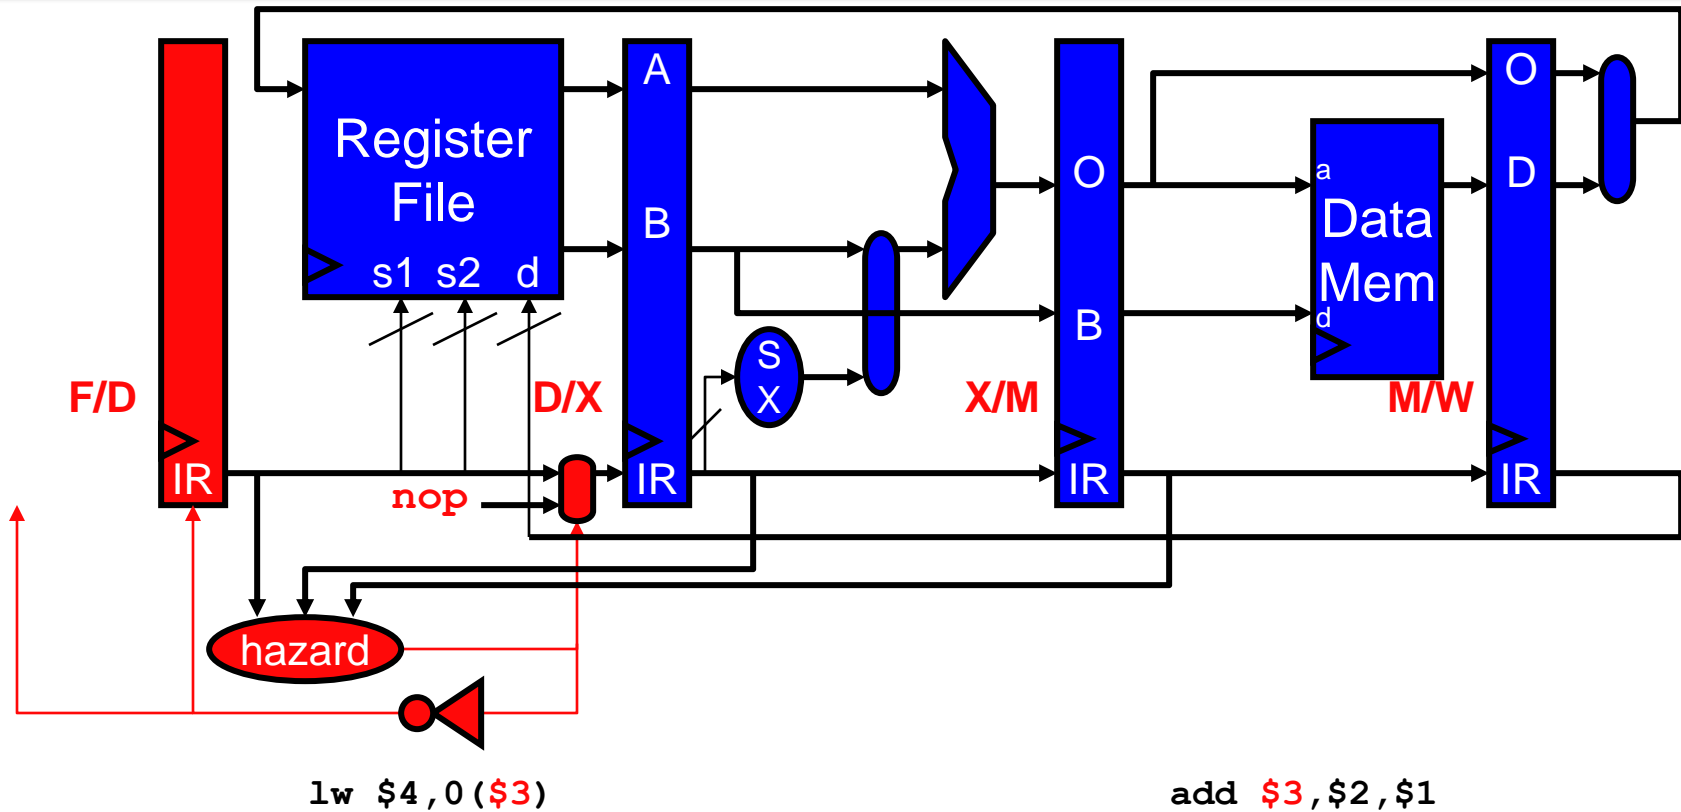 Register
File
s1 s2 d
A
B
S
X
O
B
a
Data
Mem
d
O
D
F/D
D/X
X/M
M/W
IR
nop
IR
IR
IR
hazard
lw $4,0($3)
add $3,$2,$1